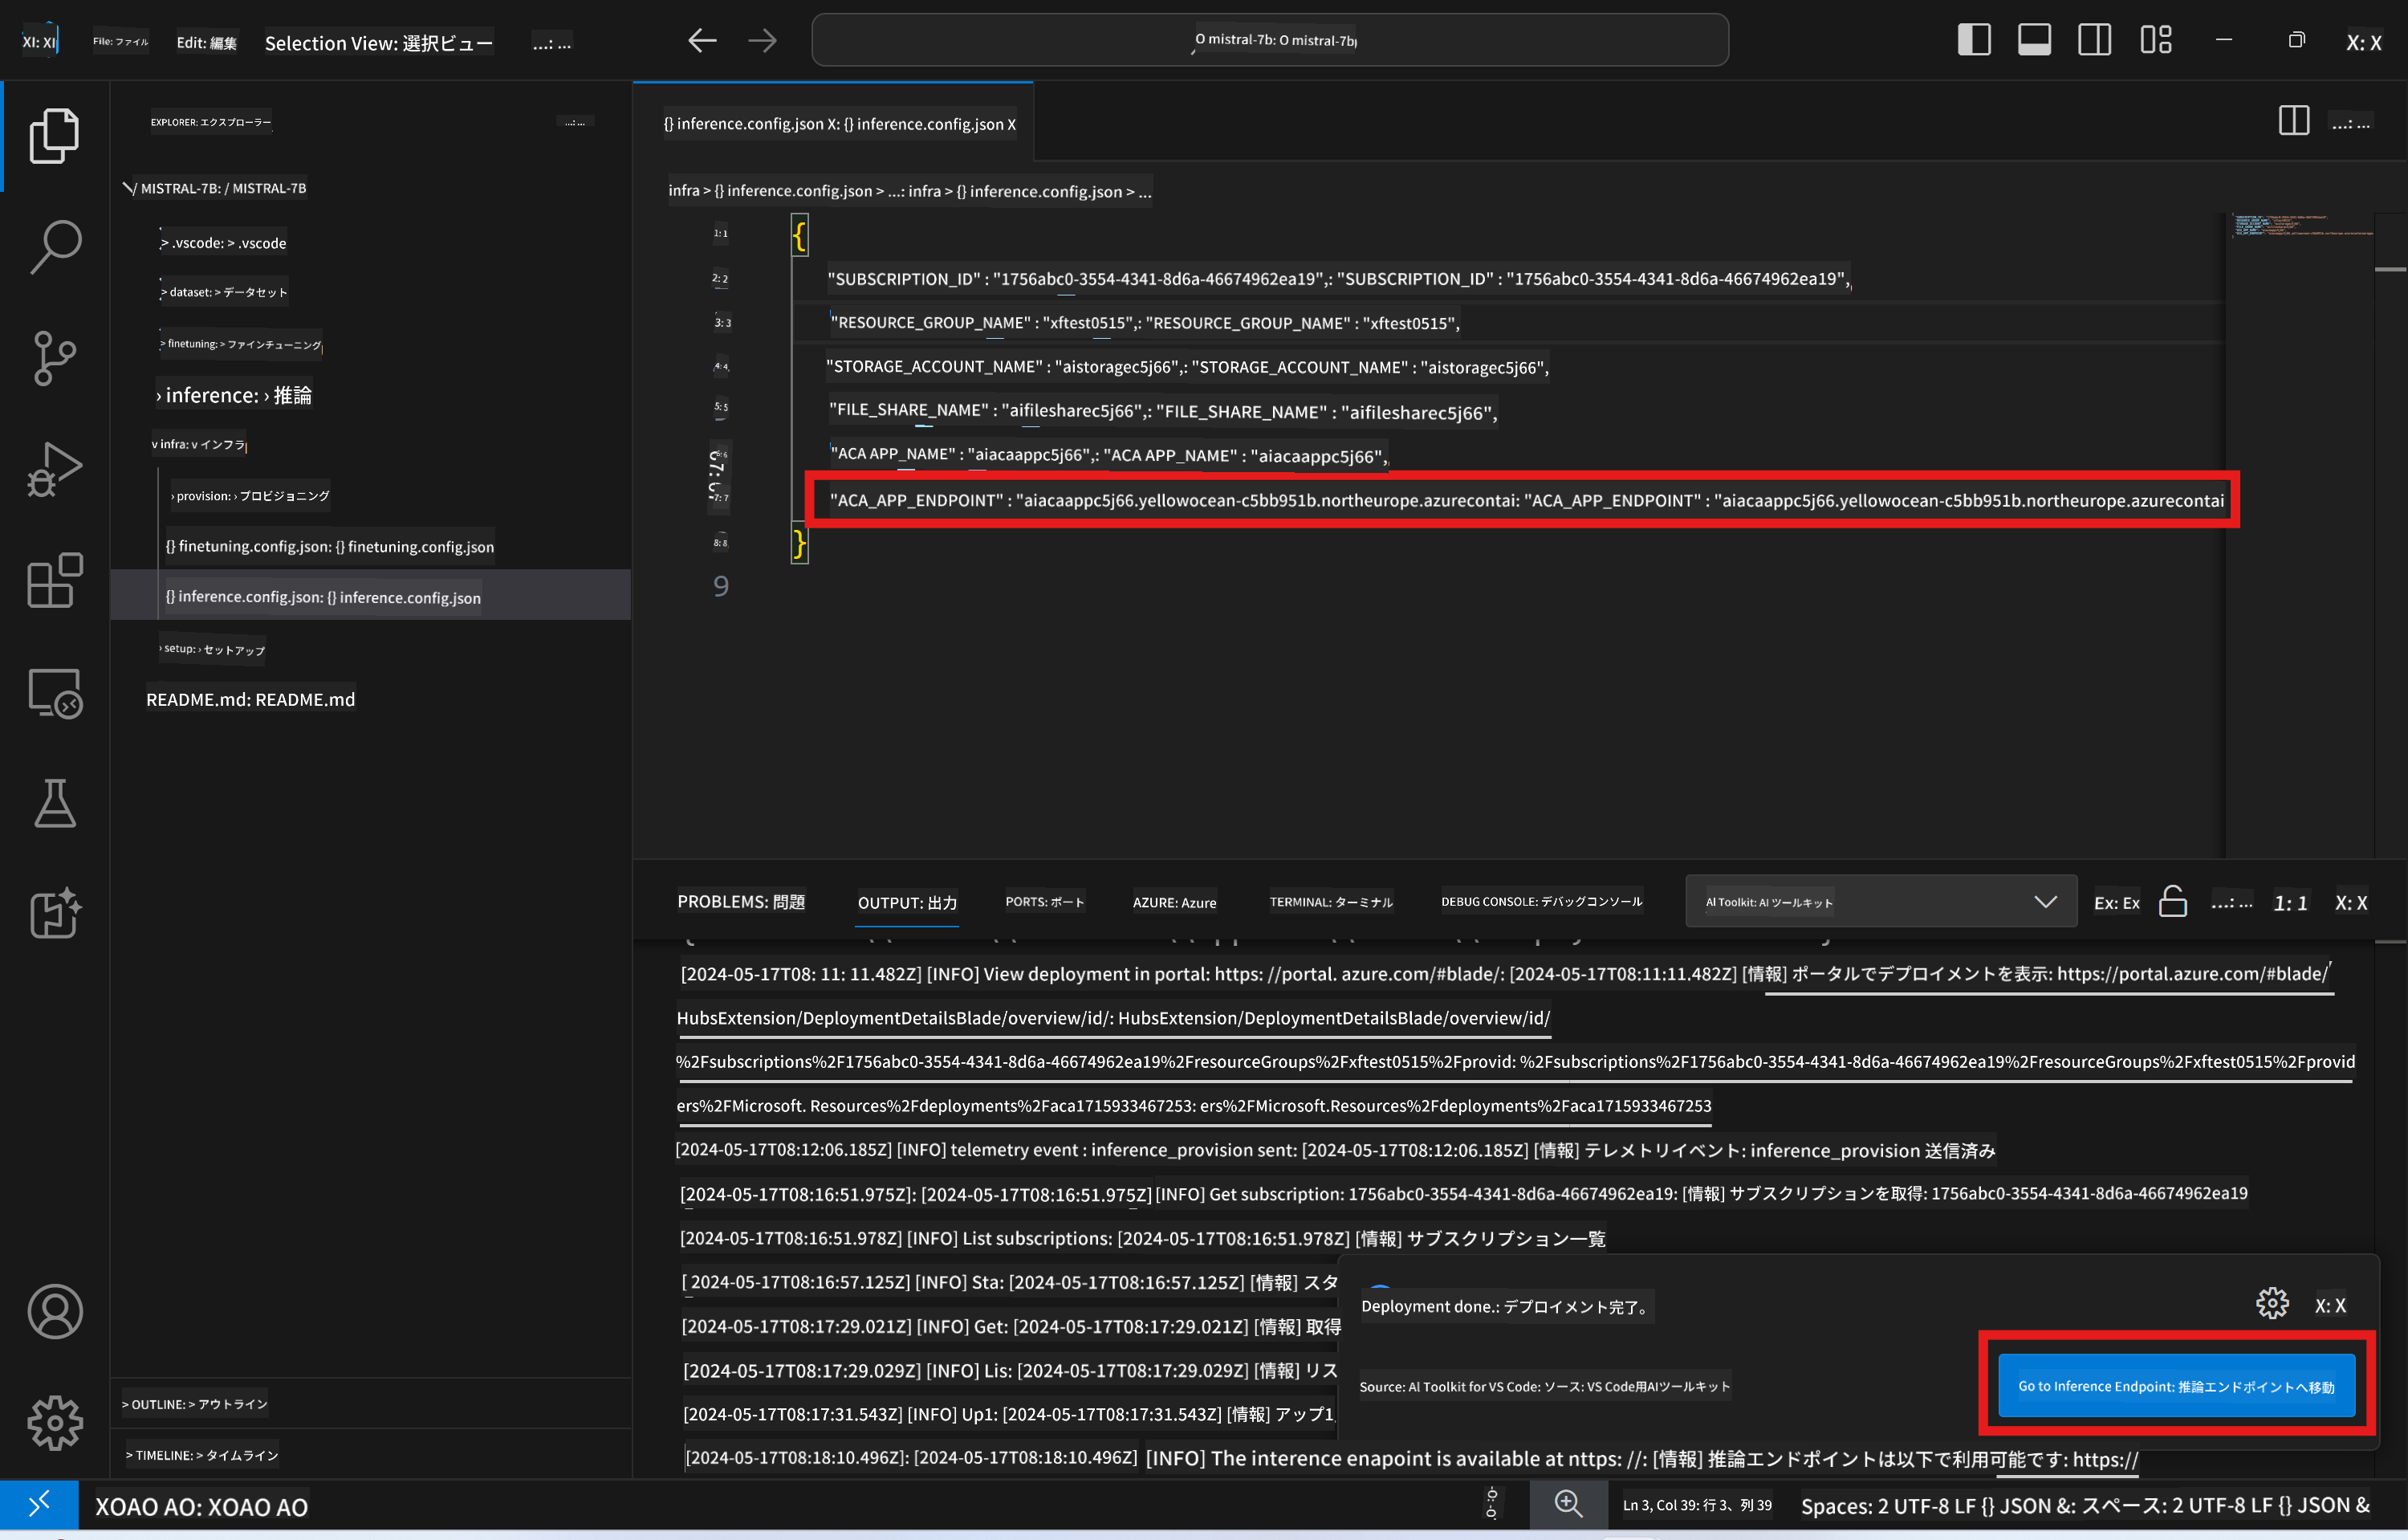 XI: XI
File: ファイル
Edit: 編集
Selection View: 選択ビュー
...: ...
O mistral-7b: O mistral-7b
X: X
EXPLORER: エクスプローラー
...: ...
/ MISTRAL-7B: / MISTRAL-7B
> .vscode: > .vscode
> dataset: > データセット
> finetuning: > ファインチューニング
› inference: › 推論
v infra: v インフラ
› provision: › プロビジョニング
{} finetuning.config.json: {} finetuning.config.json
{} inference.config.json: {} inference.config.json
› setup: › セットアップ
README.md: README.md
> OUTLINE: > アウトライン
> TIMELINE: > タイムライン
{} inference.config.json X: {} inference.config.json X
...: ...
infra > {} inference.config.json > ...: infra > {} inference.config.json > ...
1: 1 {
2: 2 "SUBSCRIPTION_ID" : "1756abc0-3554-4341-8d6a-46674962ea19",: "SUBSCRIPTION_ID" : "1756abc0-3554-4341-8d6a-46674962ea19",
3: 3 "RESOURCE_GROUP_NAME" : "xftest0515",: "RESOURCE_GROUP_NAME" : "xftest0515",
4: 4 "STORAGE_ACCOUNT_NAME" : "aistoragec5j66",: "STORAGE_ACCOUNT_NAME" : "aistoragec5j66",
5: 5 "FILE_SHARE_NAME" : "aifilesharec5j66",: "FILE_SHARE_NAME" : "aifilesharec5j66",
6: 6 "ACA APP_NAME" : "aiacaappc5j66",: "ACA APP_NAME" : "aiacaappc5j66",
7: 7 "ACA_APP_ENDPOINT" : "aiacaappc5j66.yellowocean-c5bb951b.northeurope.azurecontai: "ACA_APP_ENDPOINT" : "aiacaappc5j66.yellowocean-c5bb951b.northeurope.azurecontai
8: 8 }
9
PROBLEMS: 問題
OUTPUT: 出力
PORTS: ポート
AZURE: Azure
TERMINAL: ターミナル
DEBUG CONSOLE: デバッグコンソール
AI Toolkit: AI ツールキット
Ex: Ex
...: ...
1: 1
X: X
[2024-05-17T08: 11: 11.482Z] [INFO] View deployment in portal: https: //portal. azure.com/#blade/: [2024-05-17T08:11:11.482Z] [情報] ポータルでデプロイメントを表示: https://portal.azure.com/#blade/
HubsExtension/DeploymentDetailsBlade/overview/id/: HubsExtension/DeploymentDetailsBlade/overview/id/
%2Fsubscriptions%2F1756abc0-3554-4341-8d6a-46674962ea19%2FresourceGroups%2Fxftest0515%2Fprovid: %2Fsubscriptions%2F1756abc0-3554-4341-8d6a-46674962ea19%2FresourceGroups%2Fxftest0515%2Fprovid
ers%2FMicrosoft. Resources%2Fdeployments%2Faca1715933467253: ers%2FMicrosoft.Resources%2Fdeployments%2Faca1715933467253
[2024-05-17T08:12:06.185Z] [INFO] telemetry event : inference_provision sent: [2024-05-17T08:12:06.185Z] [情報] テレメトリイベント: inference_provision 送信済み
[2024-05-17T08:16:51.975Z]: [2024-05-17T08:16:51.975Z] [INFO] Get subscription: 1756abc0-3554-4341-8d6a-46674962ea19: [情報] サブスクリプションを取得: 1756abc0-3554-4341-8d6a-46674962ea19
[2024-05-17T08:16:51.978Z] [INFO] List subscriptions: [2024-05-17T08:16:51.978Z] [情報] サブスクリプション一覧
[ 2024-05-17T08:16:57.125Z] [INFO] Sta: [2024-05-17T08:16:57.125Z] [情報] スタ
[2024-05-17T08:17:29.021Z] [INFO] Get: [2024-05-17T08:17:29.021Z] [情報] 取得
[2024-05-17T08:17:29.029Z] [INFO] Lis: [2024-05-17T08:17:29.029Z] [情報] リス
[2024-05-17T08:17:31.543Z] [INFO] Up1: [2024-05-17T08:17:31.543Z] [情報] アップ1
[2024-05-17T08:18:10.496Z]: [2024-05-17T08:18:10.496Z] [INFO] The interence enapoint is available at nttps: //: [情報] 推論エンドポイントは以下で利用可能です: https://
Deployment done.: デプロイメント完了。
X: X
Source: AI Toolkit for VS Code: ソース: VS Code用AIツールキット
Go to Inference Endpoint: 推論エンドポイントへ移動
XOAO AO: XOAO AO
Ln 3, Col 39: 行 3、列 39
Spaces: 2 UTF-8 LF {} JSON &: スペース: 2 UTF-8 LF {} JSON &